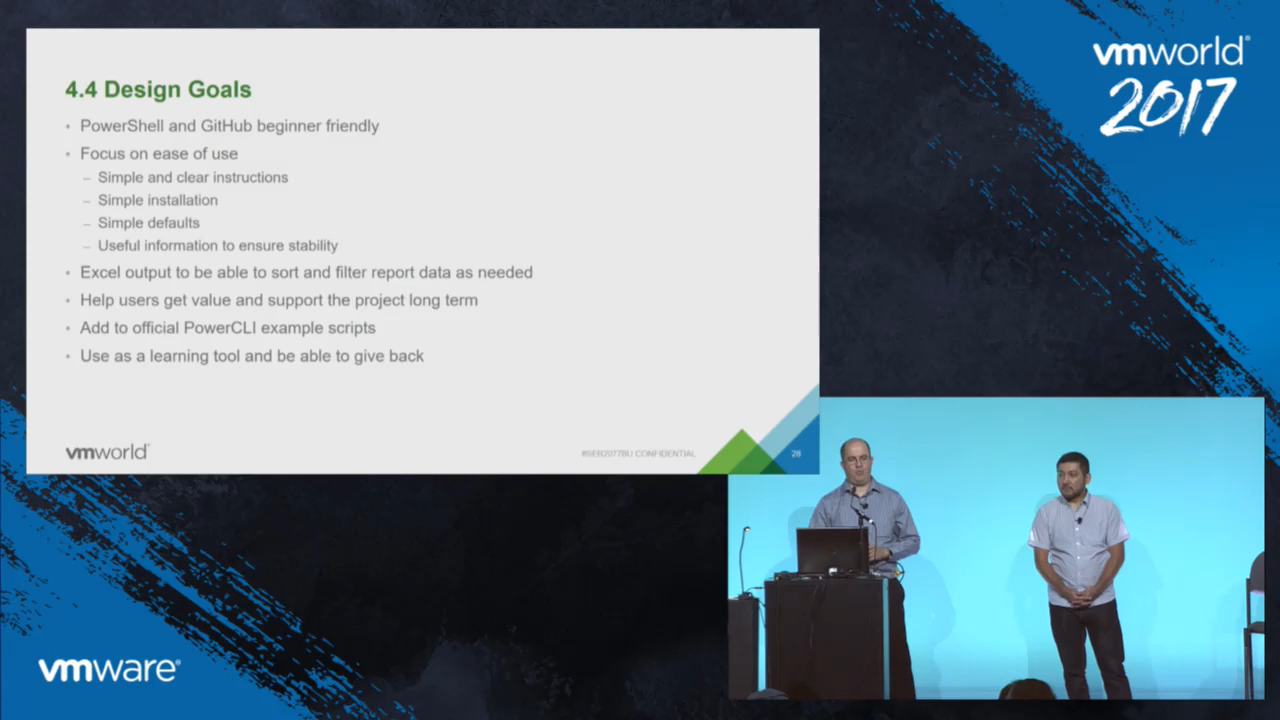 4.4 Design Goals
• PowerShell and GitHub beginner friendly
• Focus on ease of use
– Simple and clear instructions
– Simple installation
– Simple defaults
– Useful information to ensure stability
• Excel output to be able to sort and filter report data as needed
• Help users get value and support the project long term
• Add to official PowerCLI example scripts
• Use as a learning tool and be able to give back
vmworld®
#SER2077BU CONFIDENTIAL
28
vmworld®
2017
vmware®